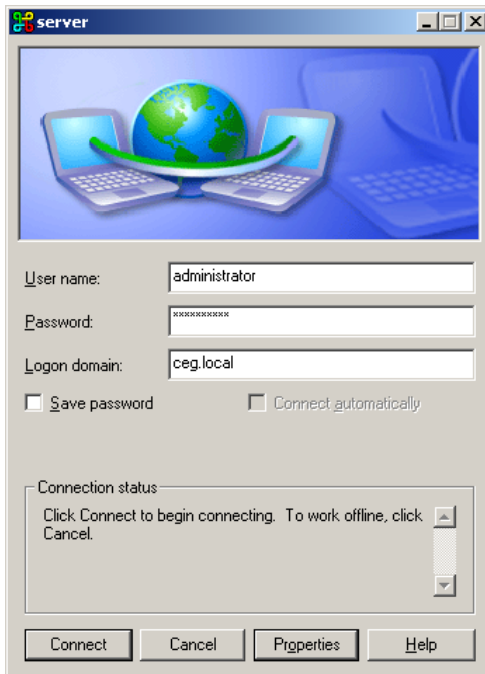 server
User name: administrator
Password: **********
Logon domain: ceg.local
Save password Connect automatically
Connection status
Click Connect to begin connecting. To work offline, click
Cancel.
Connect Cancel Properties Help